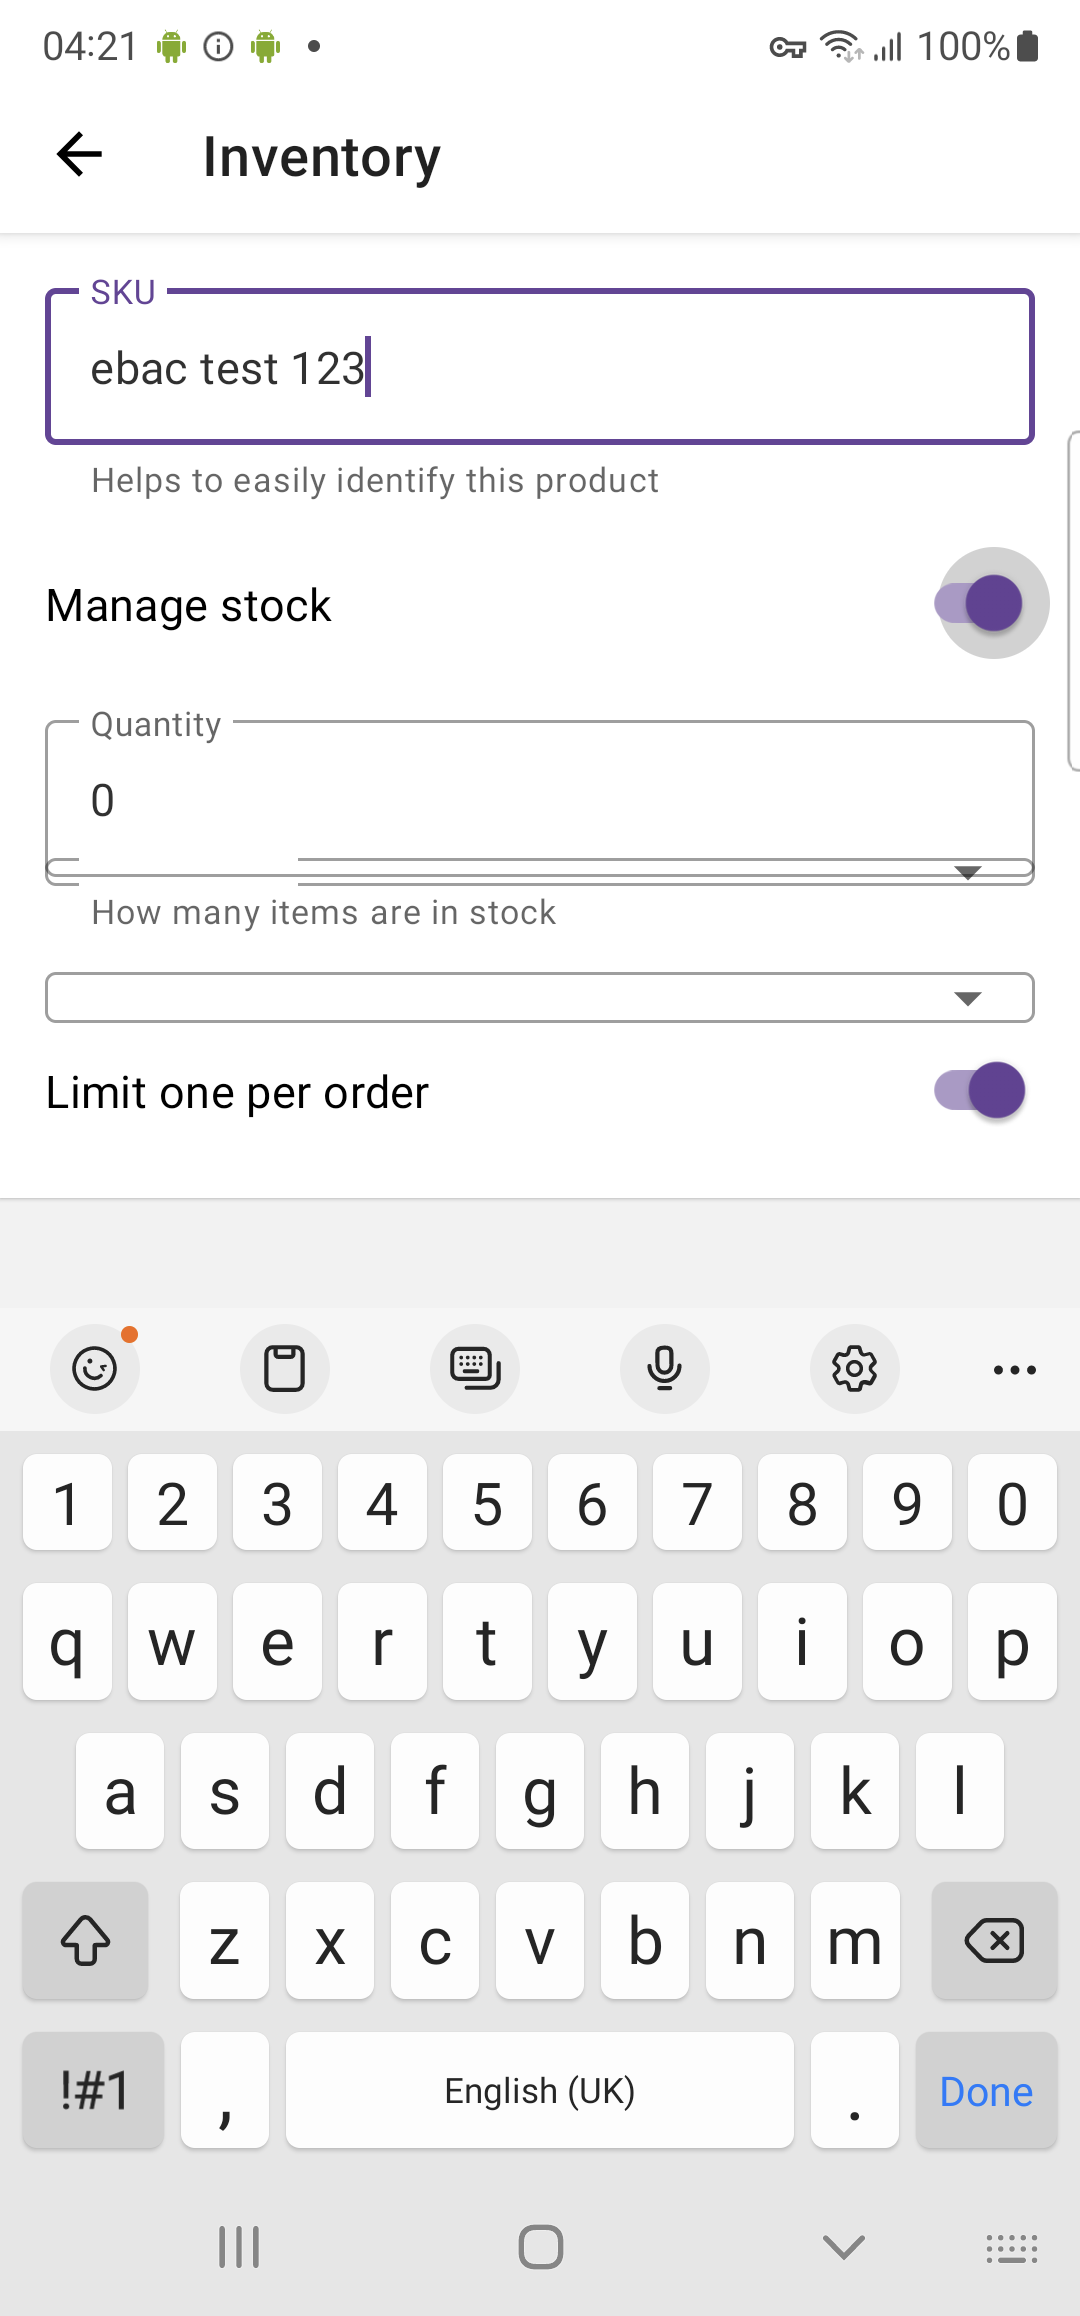 04:21
100%
Inventory
SKU
ebac test 123
Helps to easily identify this product
Manage stock
Quantity
0
How many items are in stock
Limit one per order
1 2 3 4 5 6 7 8 9 0
q w e r t y u i o p
a s d f g h j k l
z x c v b n m
!#1 , English (UK) . Done